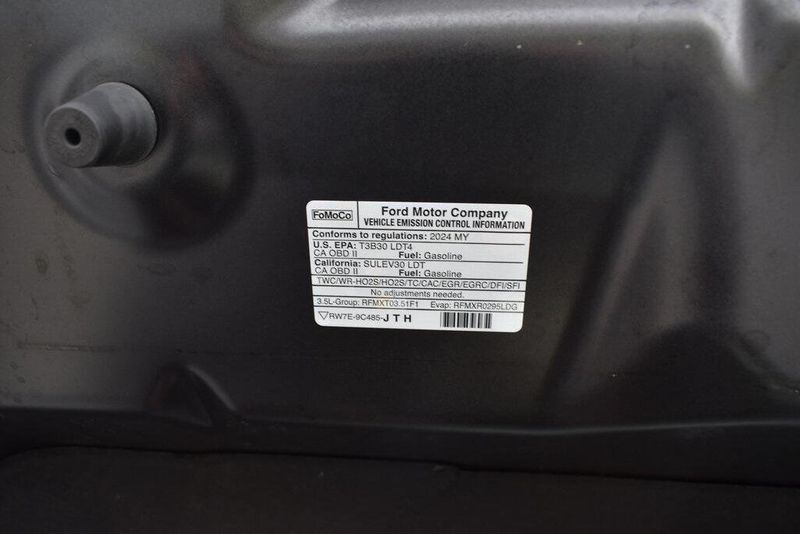 FoMoCo
Ford Motor Company
VEHICLE EMISSION CONTROL INFORMATION
Conforms to regulations: 2024 MY
U.S. EPA: T3B30 LDT4
CA OBD II Fuel: Gasoline
California: SULEV30 LDT
CA OBD II Fuel: Gasoline
TWC/WR-HO2S/HO2S/TC/CAC/EGR/EGRC/DFI/SFI
No adjustments needed.
3.5L-Group: RFMXT03.51F1 Evap: RFMXR0295LDG
RW7E-9C485-JTH